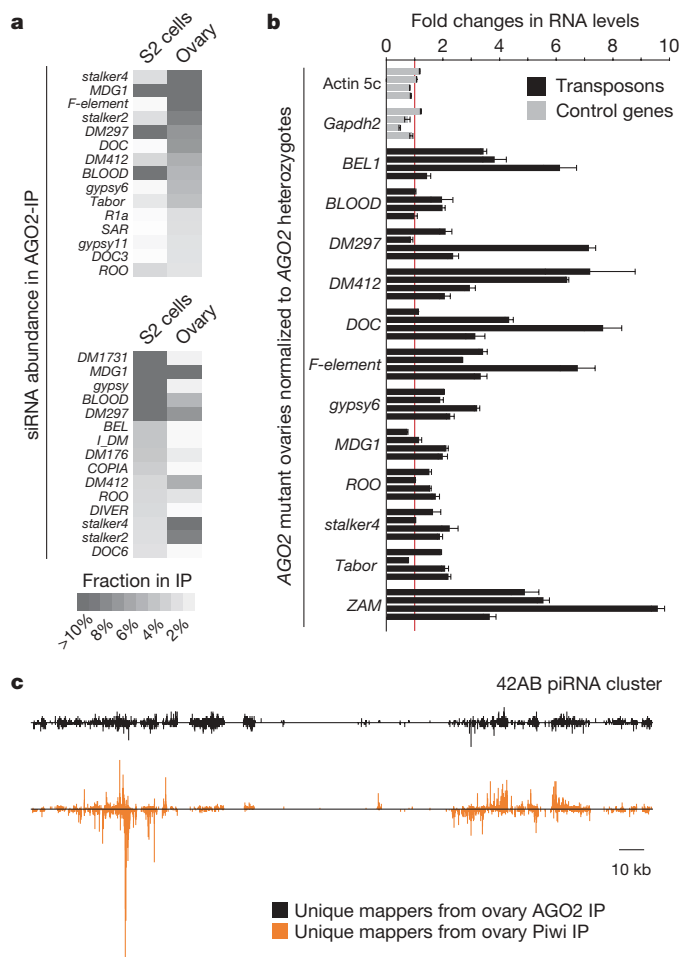 a
S2 cells
Ovary
siRNA abundance in AGO2-IP
stalker4
MDG1
F-element
stalker2
DM297
DOC
DM412
BLOOD
gypsy6
Tabor
R1a
SAR
gypsy11
DOC3
ROO
S2 cells
Ovary
DM1731
MDG1
gypsy
BLOOD
DM297
BEL
I_DM
DM176
COPIA
DM412
ROO
DIVER
stalker4
stalker2
DOC6
Fraction in IP
>10%
8%
6%
4%
2%
b
Fold changes in RNA levels
0 2 4 6 8 10
AGO2 mutant ovaries normalized to AGO2 heterozygotes
Transposons
Control genes
Actin 5c
Gapdh2
BEL1
BLOOD
DM297
DM412
DOC
F-element
gypsy6
MDG1
ROO
stalker4
Tabor
ZAM
c
42AB piRNA cluster
10 kb
Unique mappers from ovary AGO2 IP
Unique mappers from ovary Piwi IP